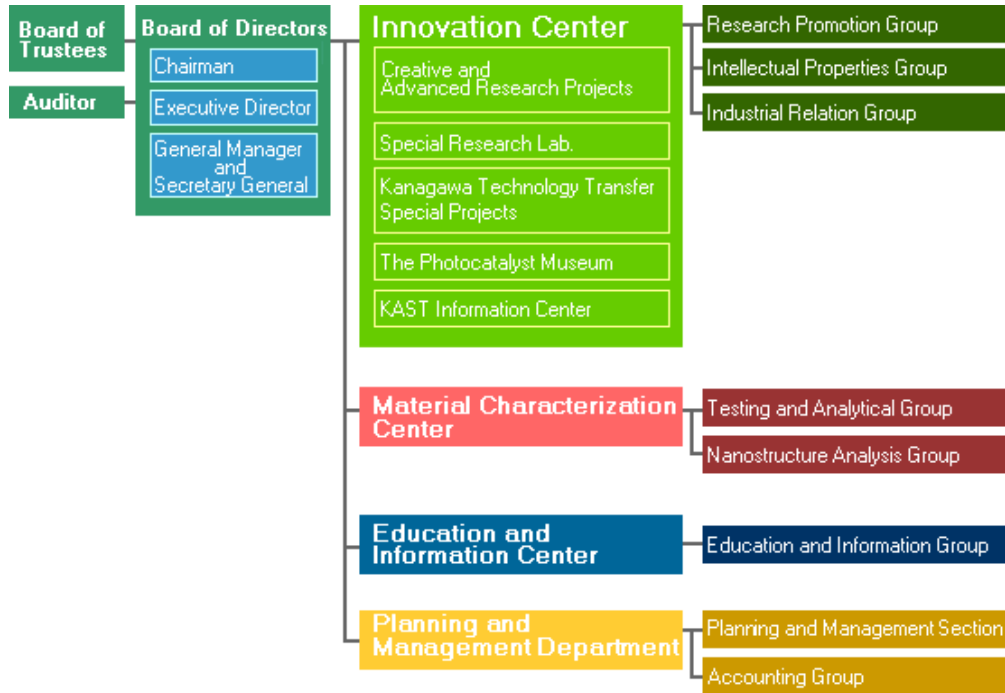 Board of
Trustees
Auditor
Board of Directors
Chairman
Executive Director
General Manager
and
Secretary General
Innovation Center
Creative and
Advanced Research Projects
Special Research Lab.
Kanagawa Technology Transfer
Special Projects
The Photocatalyst Museum
KAST Information Center
Research Promotion Group
Intellectual Properties Group
Industrial Relation Group
Material Characterization
Center
Testing and Analytical Group
Nanostructure Analysis Group
Education and
Information Center
Education and Information Group
Planning and
Management Department
Planning and Management Section
Accounting Group